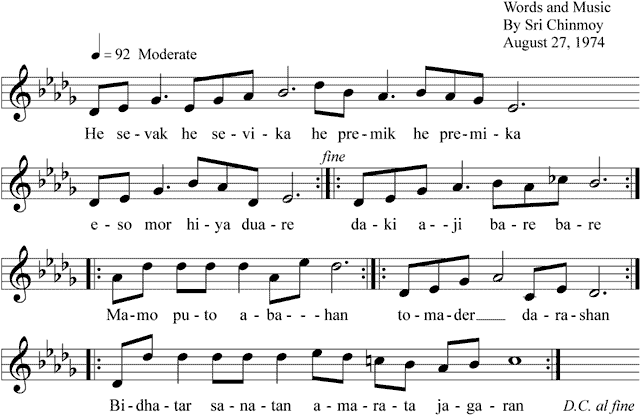 Words and Music
By Sri Chinmoy
August 27, 1974
= 92 Moderate
He se - vak he se - vi - ka he pre - mik he pre - mi - ka
fine
e - so mor hi - ya dua - re da - ki a - ji ba - re ba - re
Ma - mo pu - to a - ba - - han to - ma - der____ da - ra - shan
Bi - dha - tar sa - na - tan a - ma - ra - ta ja - ga - ran D.C. al fine